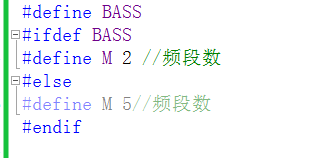 #define BASS
#ifdef BASS
#define M 2 //频段数
#else
#define M 5//频段数
#endif